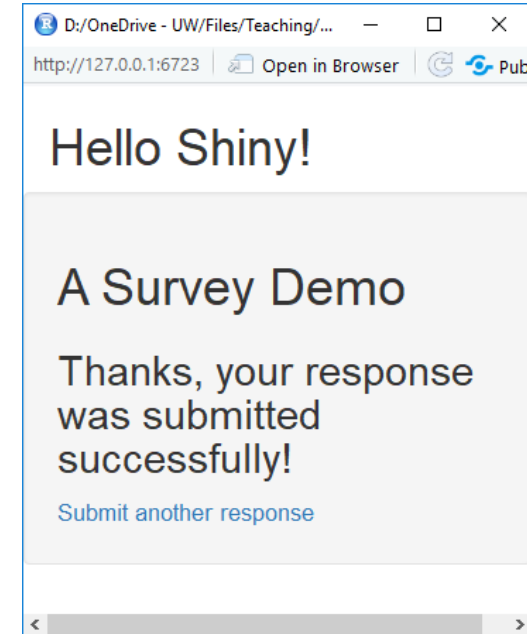 D:/OneDrive - UW/Files/Teaching/...
http://127.0.0.1:6723 Open in Browser Pub
Hello Shiny!
A Survey Demo
Thanks, your response
was submitted
successfully!
Submit another response